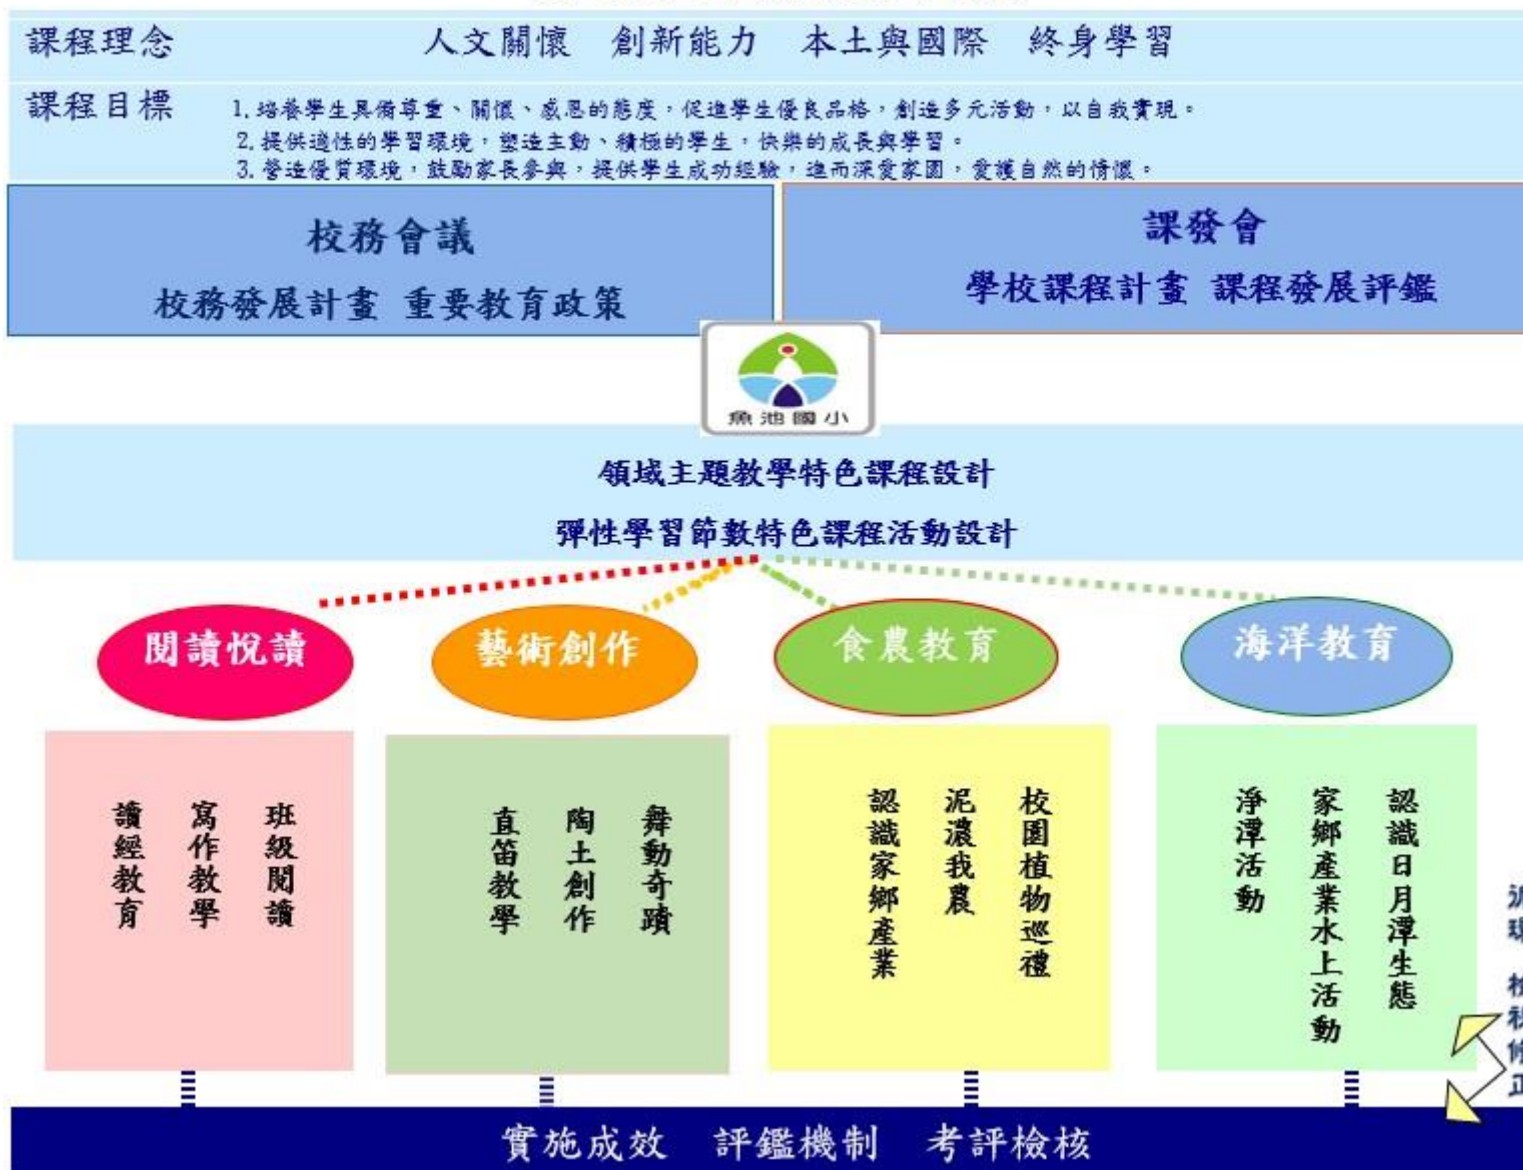 課程理念 人文關懷 創新能力 本土與國際 終身學習
課程目標 1. 培養學生具備尊重、關懷、感恩的態度，促進學生優良品格，創造多元活動，以自我實現。
2. 提供適性的學習環境，塑造主動、積極的學生，快樂的成長與學習。
3. 營造優質環境，鼓勵家長參與，提供學生成功經驗，進而深愛家園，愛護自然的情懷。
校務會議
校務發展計畫 重要教育政策
課發會
學校課程計畫 課程發展評鑑
魚池國小
領域主題教學特色課程設計
彈性學習節數特色課程活動設計
閱讀悅讀
藝術創作
食農教育
海洋教育
班級閱讀
寫作教學
讀經教育
舞動奇蹟
陶土創作
直笛教學
校園植物巡禮
泥濃我農
認識家鄉產業
認識日月潭生態
家鄉產業水上活動
淨潭活動
實施成效 評鑑機制 考評檢核